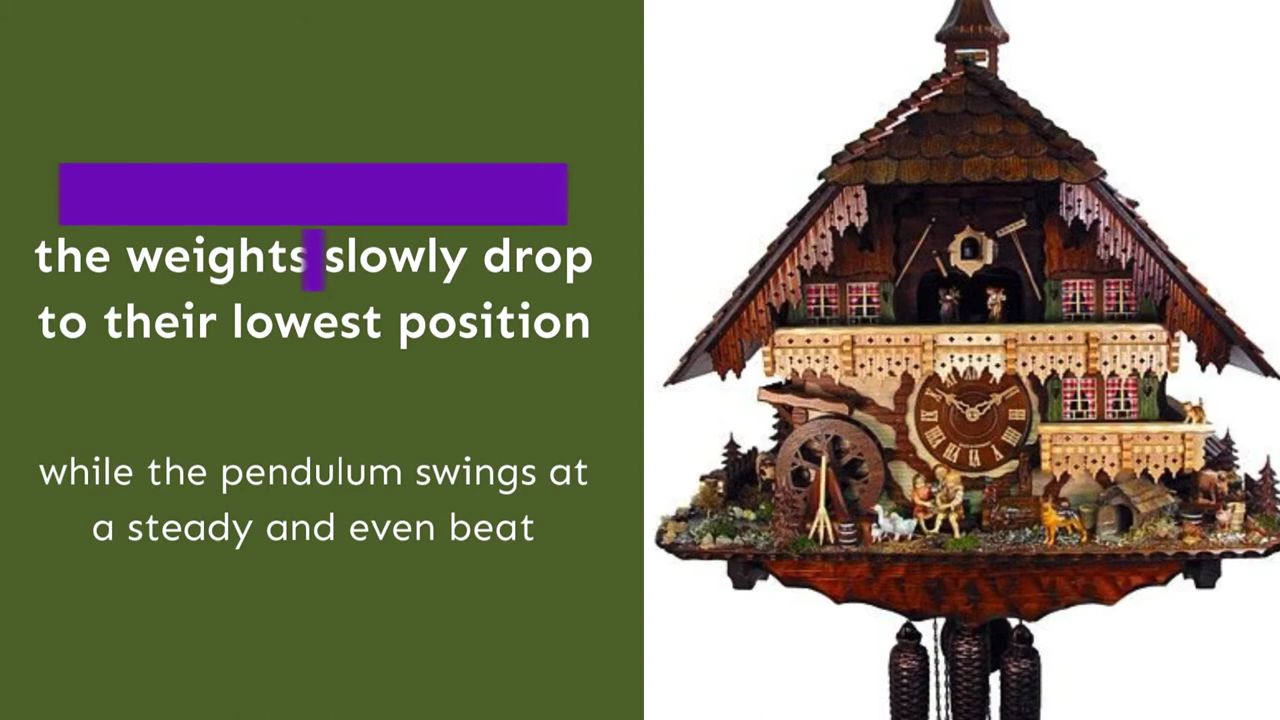 the weights slowly drop
to their lowest position
while the pendulum swings at
a steady and even beat